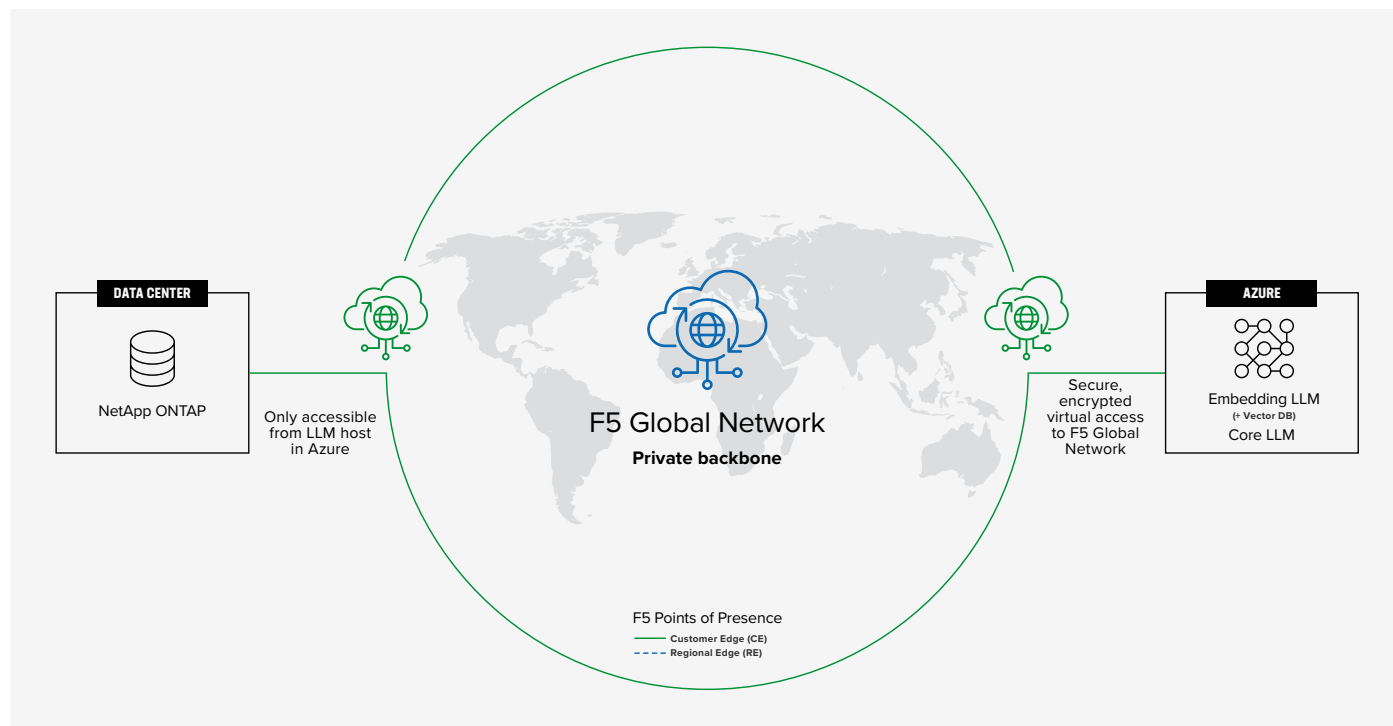 DATA CENTER
NetApp ONTAP
Only accessible
from LLM host
in Azure
F5 Global Network
Private backbone
Secure,
encrypted
virtual access
to F5 Global
Network
AZURE
Embedding LLM
(+ Vector DB)
Core LLM
F5 Points of Presence
Customer Edge (CE)
Regional Edge (RE)